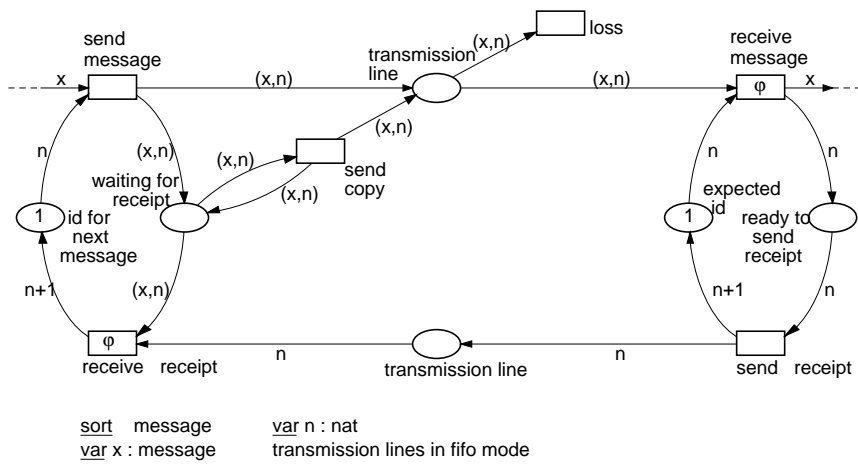 send
message
x
(x,n)
transmission
line
(x,n)
loss
receive
message
(x,n)
φ
x
n
(x,n)
(x,n)
(x,n)
send
copy
(x,n)
waiting for
receipt
1
id for
next
message
n
n
1
expected
id
ready to
send
receipt
n+1
(x,n)
n+1
n
φ
receive receipt
n
transmission line
n
send receipt
sort message
var n : nat
var x : message
transmission lines in fifo mode